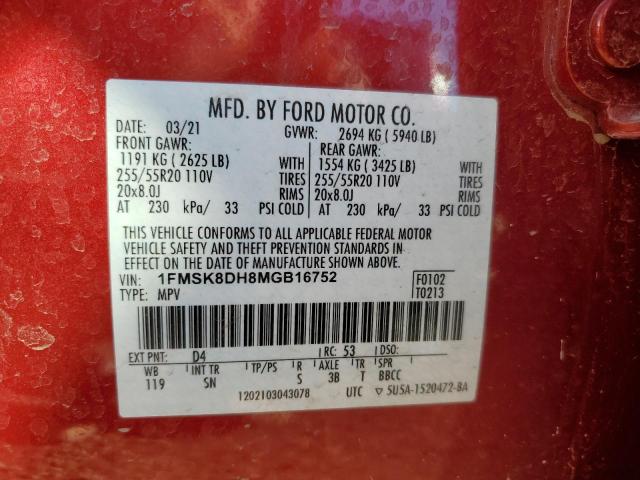 MFD. BY FORD MOTOR CO.
DATE: 03/21 GVWR: 2694 KG ( 5940 LB)
FRONT GAWR: REAR GAWR:
1191 KG ( 2625 LB) WITH 1554 KG ( 3425 LB) WITH
255/55R20 110V TIRES 255/55R20 110V TIRES
20x8.0J RIMS 20x8.0J RIMS
AT 230 kPa/ 33 PSI COLD AT 230 kPa/ 33 PSI COLD
THIS VEHICLE CONFORMS TO ALL APPLICABLE FEDERAL MOTOR
VEHICLE SAFETY AND THEFT PREVENTION STANDARDS IN
EFFECT ON THE DATE OF MANUFACTURE SHOWN ABOVE.
VIN: 1FMSK8DH8MGB16752 F0102
TYPE: MPV T0213
EXT PNT: D4 RC: 53 DSO:
WB INT TR TP/PS R AXLE TR SPR
119 SN S 3B T BBCC
1202103043078 UTC ▽ 5U5A-1520472-BA